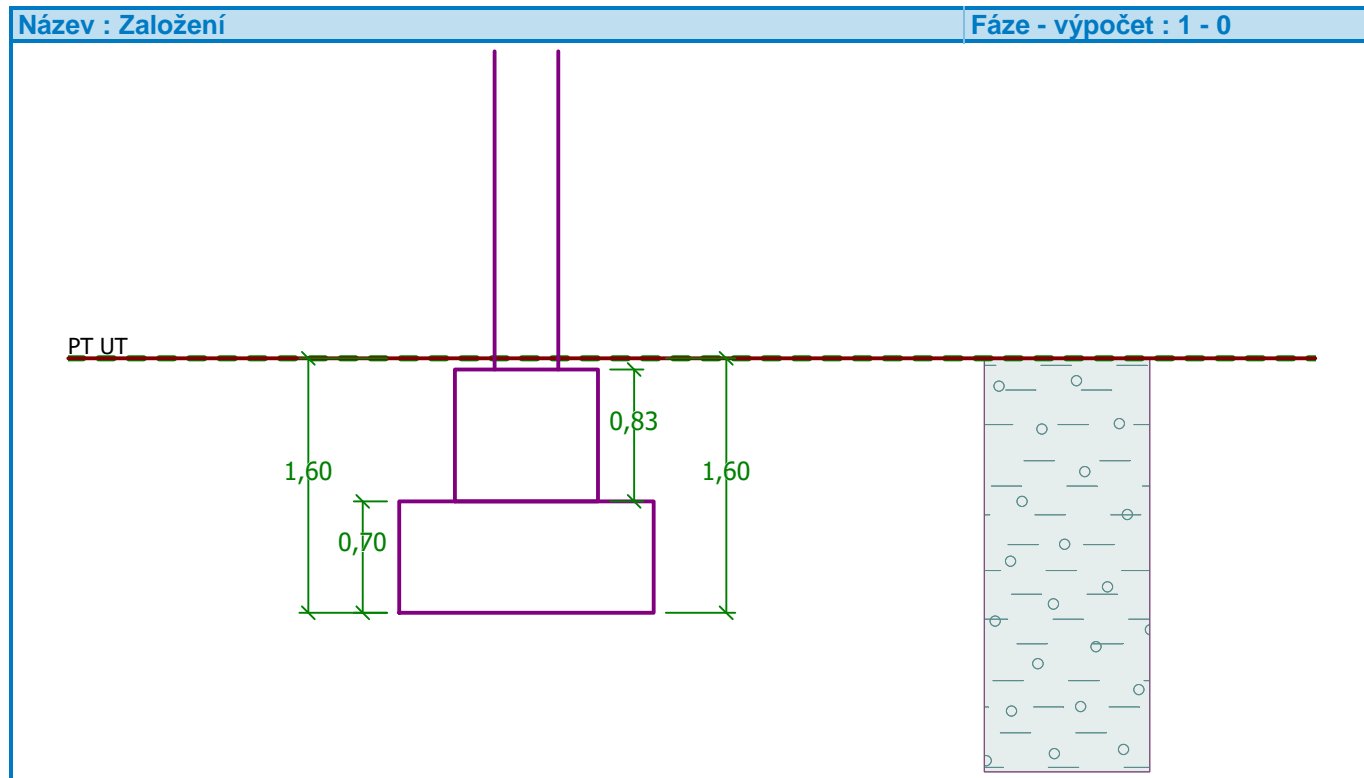 Název : Založení
Fáze - výpočet : 1 - 0
PT UT
0,83
1,60
1,60
0,70